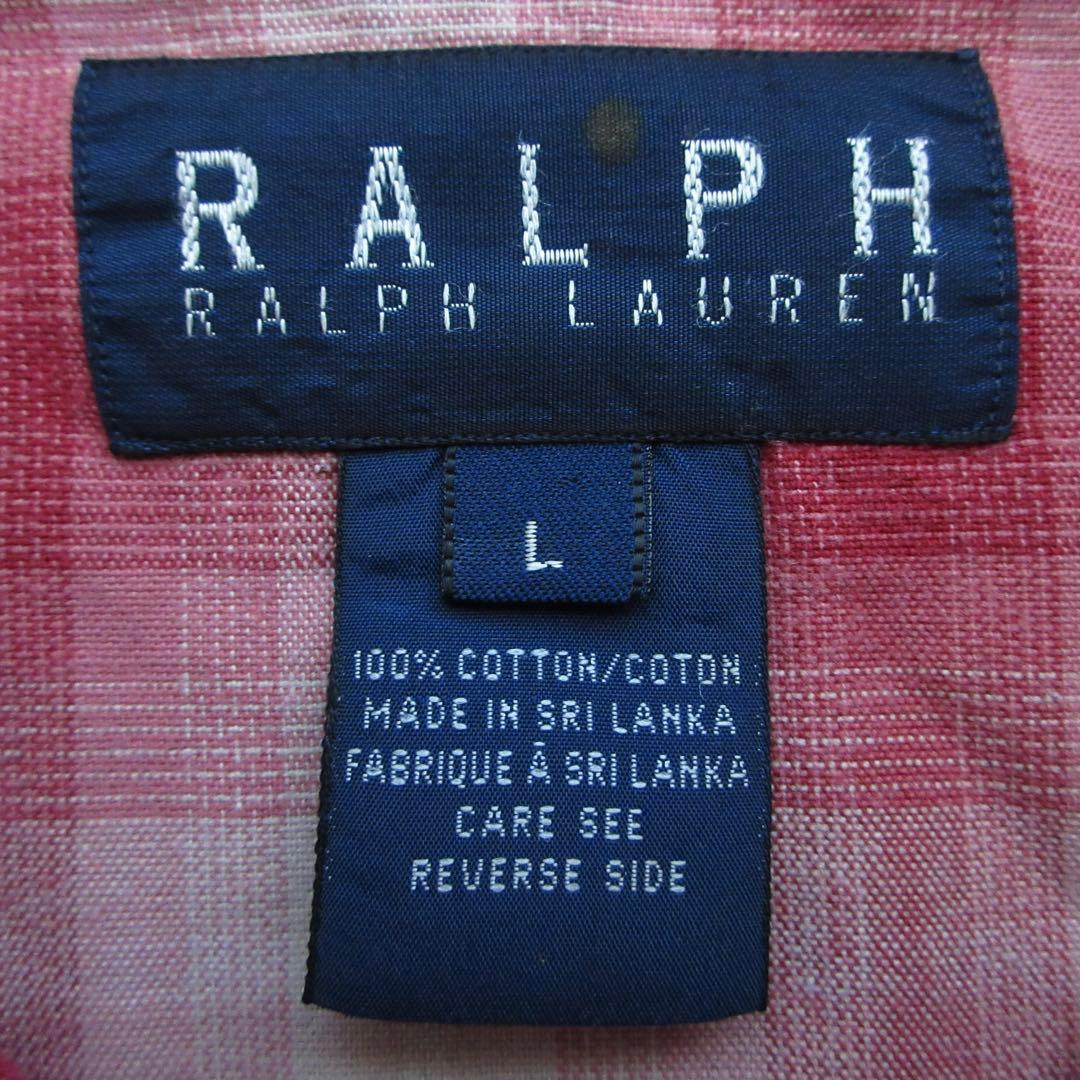 RALPH
RALPH LAUREN
L
100% COTTON/COTON
MADE IN SRI LANKA
FABRIQUE À SRI LANKA
CARE SEE
REVERSE SIDE